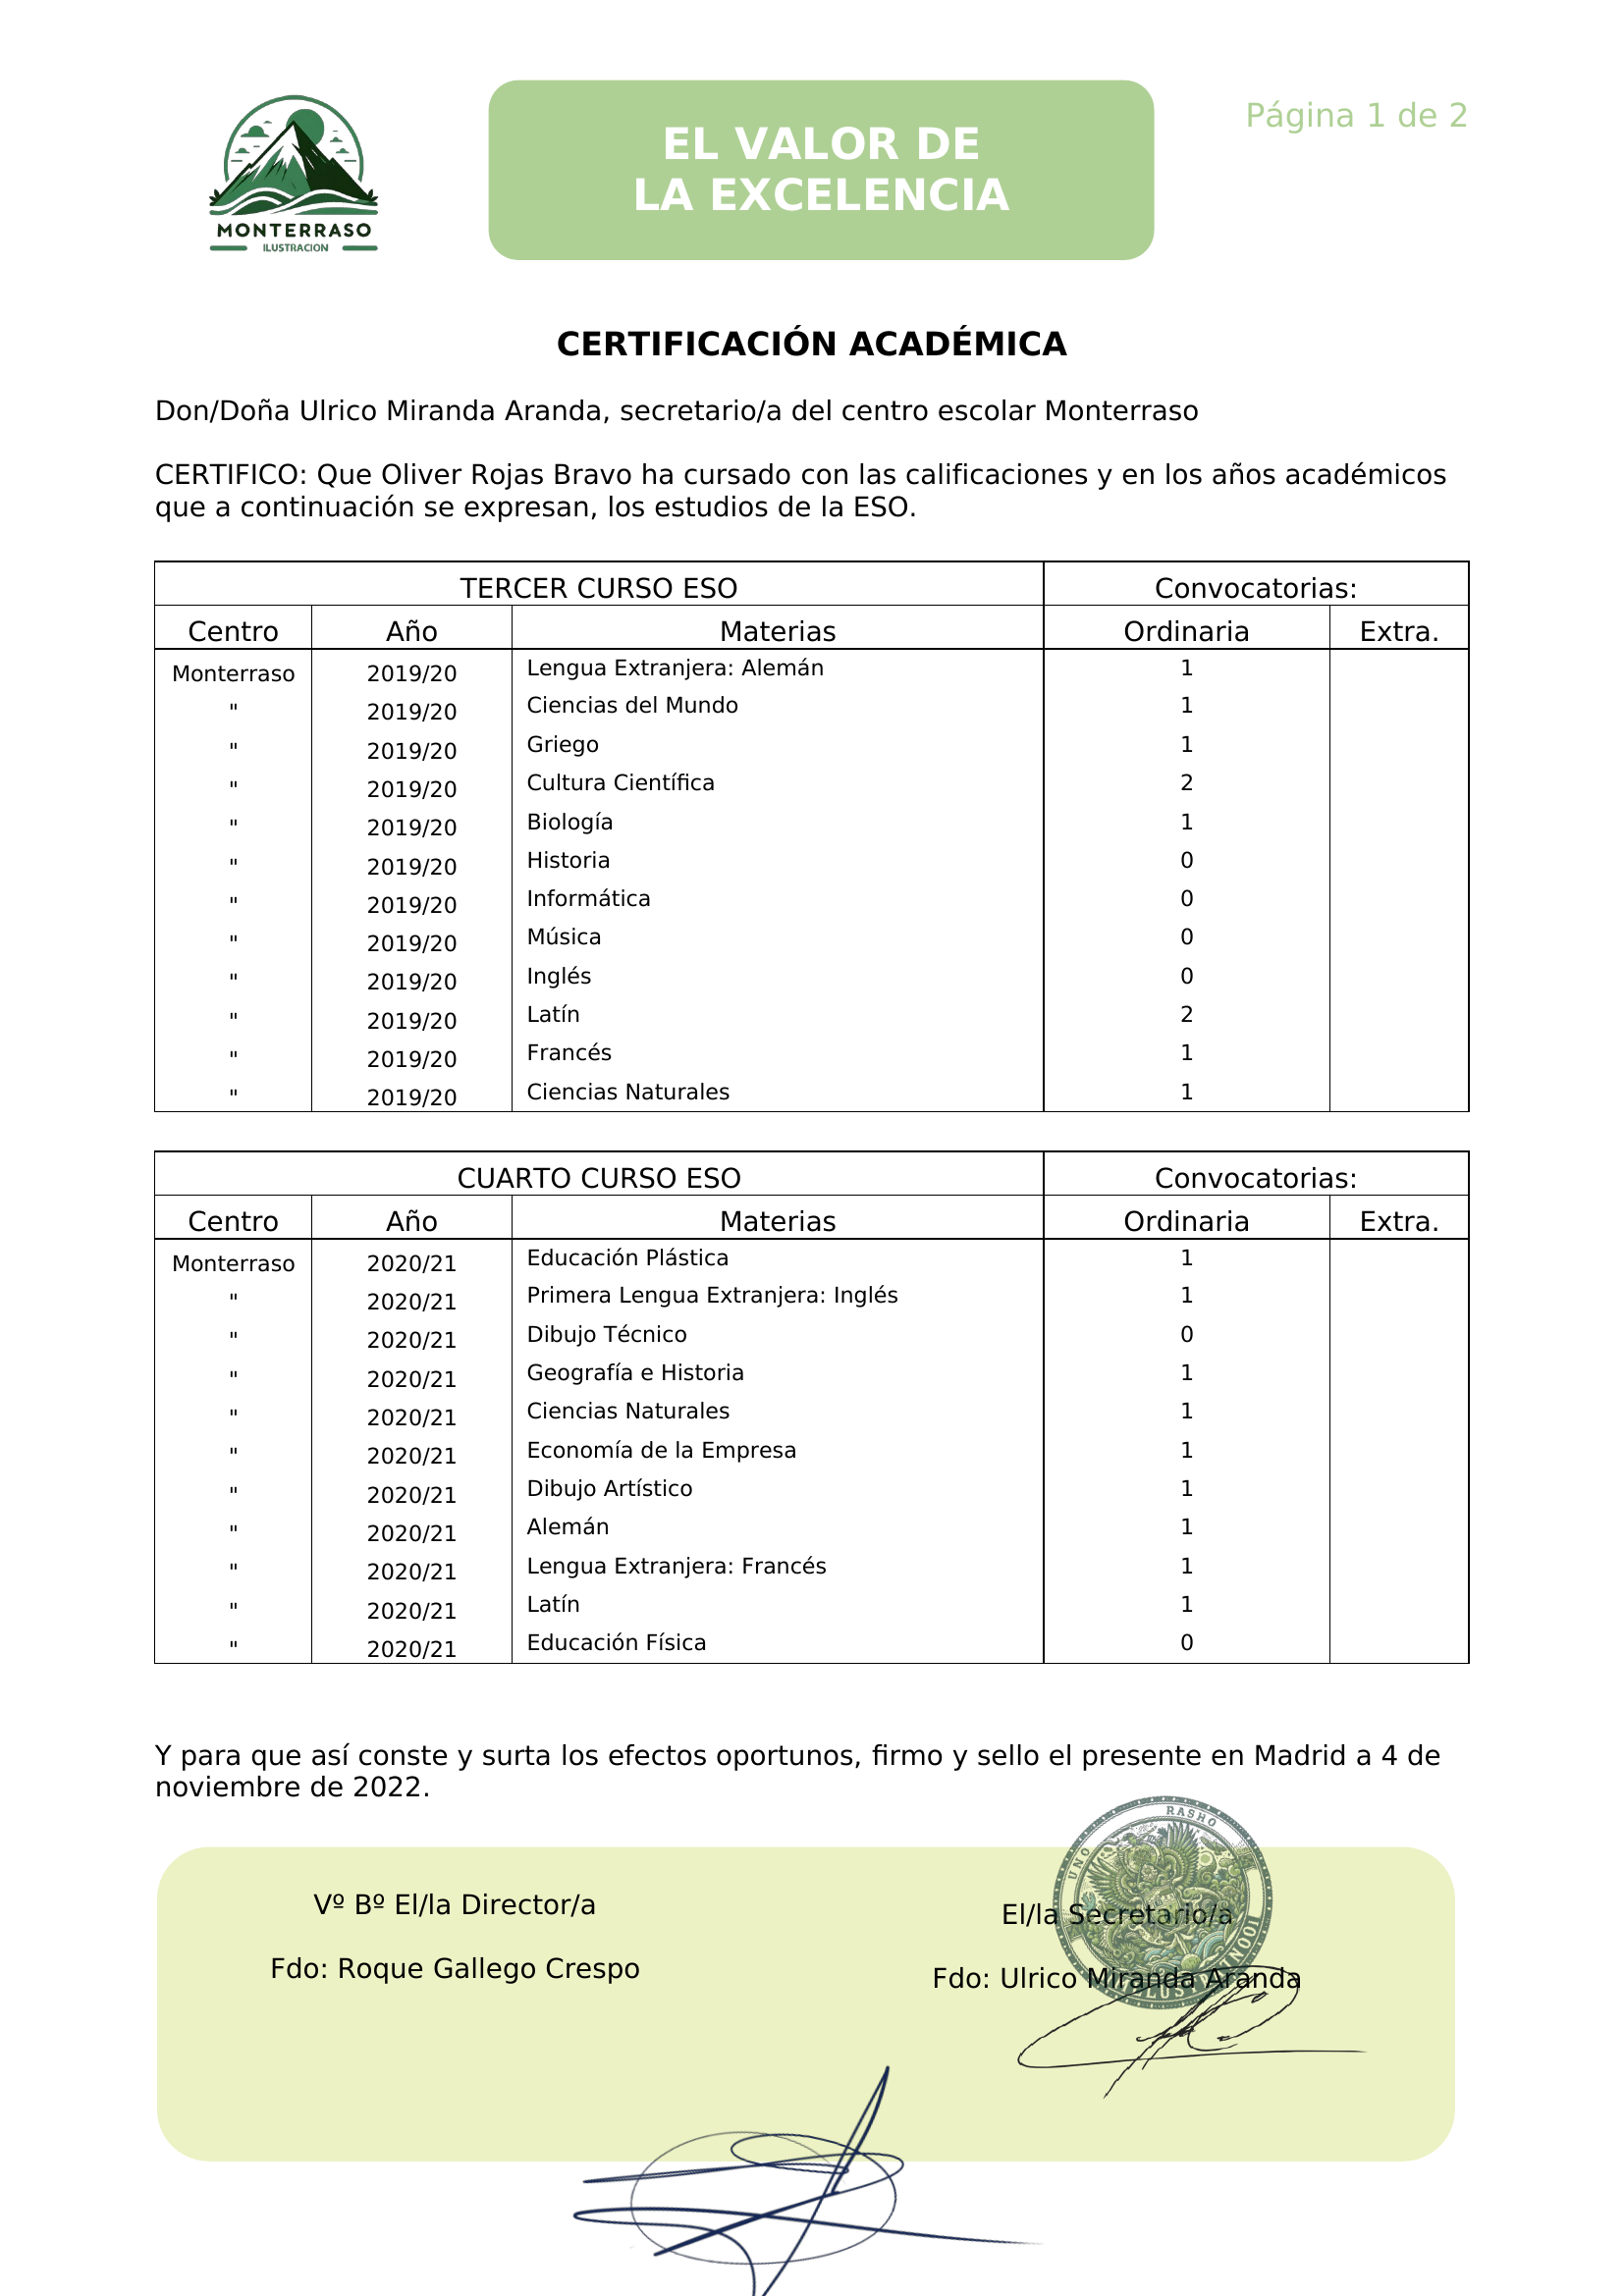 MONTERRASO
ILUSTRACION
EL VALOR DE
LA EXCELENCIA
Página 1 de 2
CERTIFICACIÓN ACADÉMICA
Don/Doña Ulrico Miranda Aranda, secretario/a del centro escolar Monterraso
CERTIFICO: Que Oliver Rojas Bravo ha cursado con las calificaciones y en los años académicos
que a continuación se expresan, los estudios de la ESO.
TERCER CURSO ESO Convocatorias:
Centro Año Materias Ordinaria Extra.
Monterraso 2019/20 Lengua Extranjera: Alemán 1
" 2019/20 Ciencias del Mundo 1
" 2019/20 Griego 1
" 2019/20 Cultura Científica 2
" 2019/20 Biología 1
" 2019/20 Historia 0
" 2019/20 Informática 0
" 2019/20 Música 0
" 2019/20 Inglés 0
" 2019/20 Latín 2
" 2019/20 Francés 1
" 2019/20 Ciencias Naturales 1
CUARTO CURSO ESO Convocatorias:
Centro Año Materias Ordinaria Extra.
Monterraso 2020/21 Educación Plástica 1
" 2020/21 Primera Lengua Extranjera: Inglés 1
" 2020/21 Dibujo Técnico 0
" 2020/21 Geografía e Historia 1
" 2020/21 Ciencias Naturales 1
" 2020/21 Economía de la Empresa 1
" 2020/21 Dibujo Artístico 1
" 2020/21 Alemán 1
" 2020/21 Lengua Extranjera: Francés 1
" 2020/21 Latín 1
" 2020/21 Educación Física 0
Y para que así conste y surta los efectos oportunos, firmo y sello el presente en Madrid a 4 de
noviembre de 2022.
UNO RASHO
Vº Bº El/la Director/a El/la Secretario/a
Fdo: Roque Gallego Crespo Fdo: Ulrico Miranda Aranda